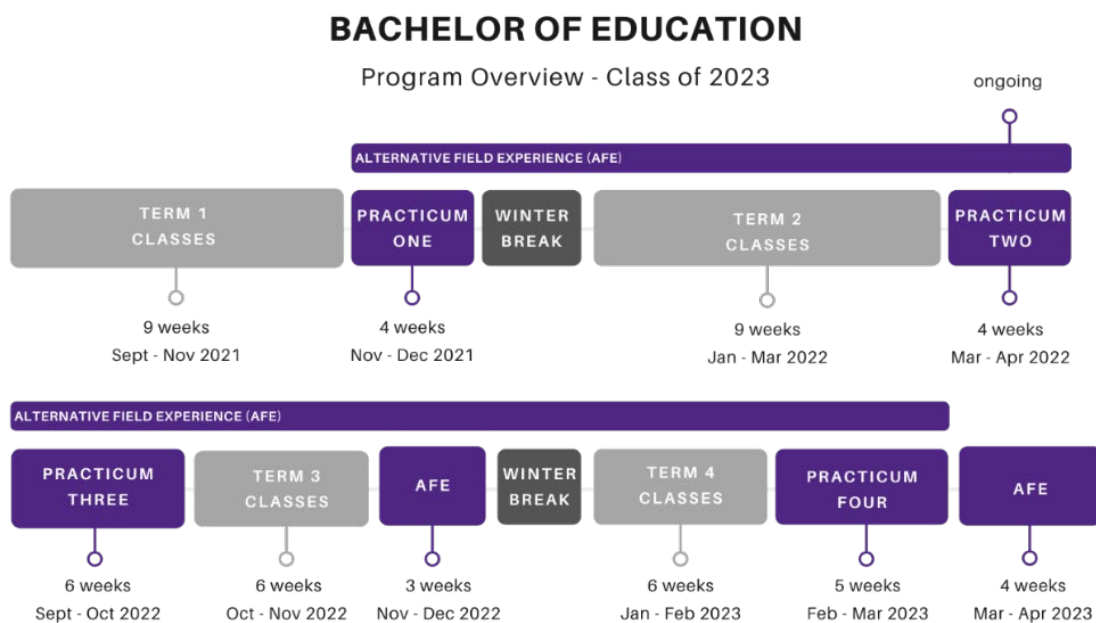 BACHELOR OF EDUCATION
Program Overview - Class of 2023
ongoing
ALTERNATIVE FIELD EXPERIENCE (AFE)
TERM 1
CLASSES
PRACTICUM
ONE
WINTER
BREAK
TERM 2
CLASSES
PRACTICUM
TWO
9 weeks
Sept - Nov 2021
4 weeks
Nov - Dec 2021
9 weeks
Jan - Mar 2022
4 weeks
Mar - Apr 2022
ALTERNATIVE FIELD EXPERIENCE (AFE)
PRACTICUM
THREE
TERM 3
CLASSES
AFE
WINTER
BREAK
TERM 4
CLASSES
PRACTICUM
FOUR
AFE
6 weeks
Sept - Oct 2022
6 weeks
Oct - Nov 2022
3 weeks
Nov - Dec 2022
6 weeks
Jan - Feb 2023
5 weeks
Feb - Mar 2023
4 weeks
Mar - Apr 2023